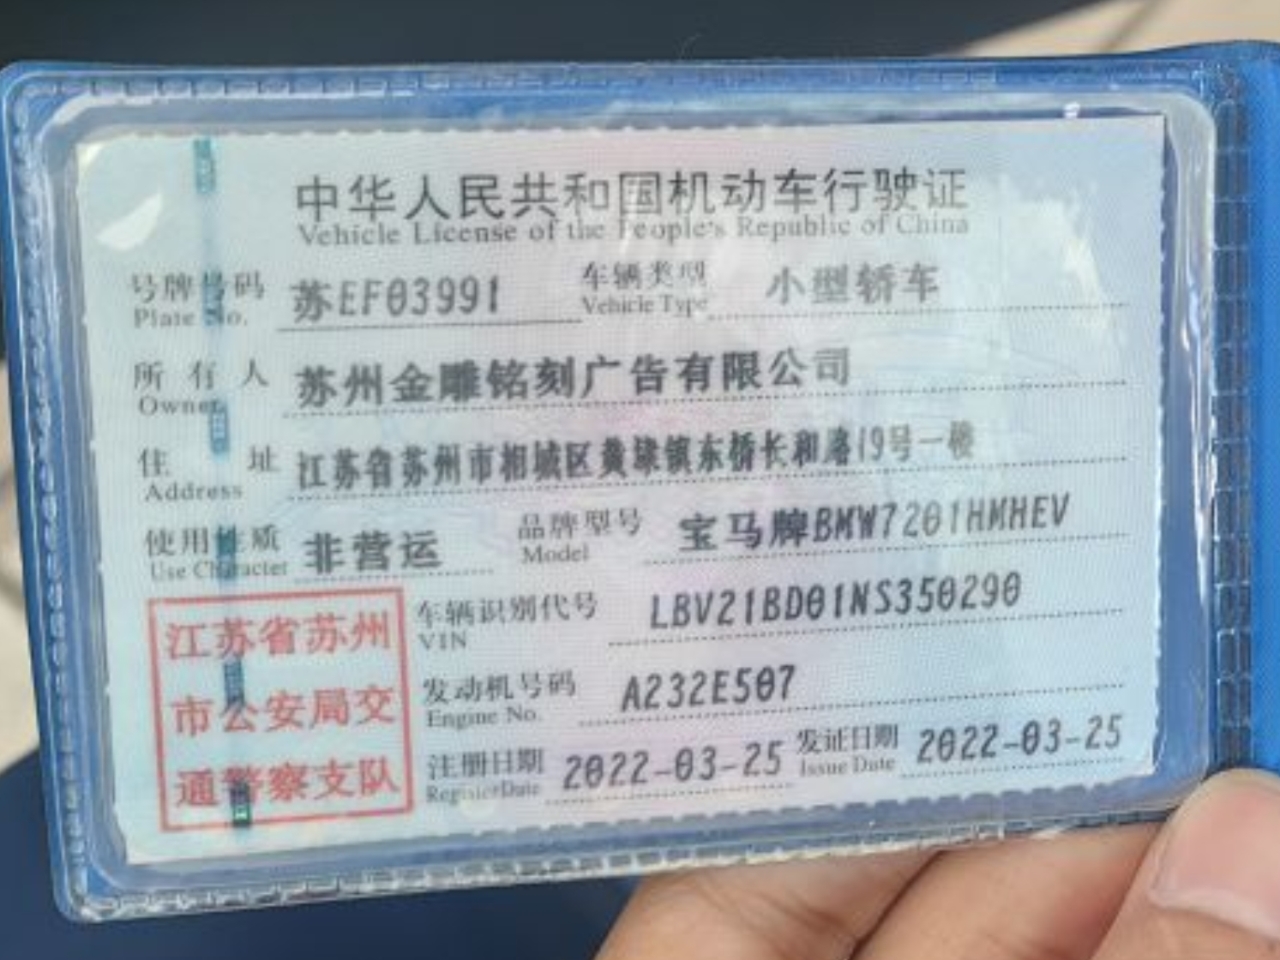 中华人民共和国机动车行驶证
Vehicle License of the People's Republic of China
号牌号码 苏EF03991 车辆类型 小型轿车
Plate No. Vehicle Type
所有人 苏州金雕铭刻广告有限公司
Owner
住址 江苏省苏州市相城区黄埭镇东桥长和路19号一楼
Address
使用性质 非营运 品牌型号 宝马牌BMW7201HMHEV
Use Character Model
江苏省苏州
市公安局交
通警察支队
车辆识别代号 LBV21BD01NS350290
VIN
发动机号码 A232E507
Engine No.
注册日期 2022-03-25 发证日期 2022-03-25
RegisterDate Issue Date